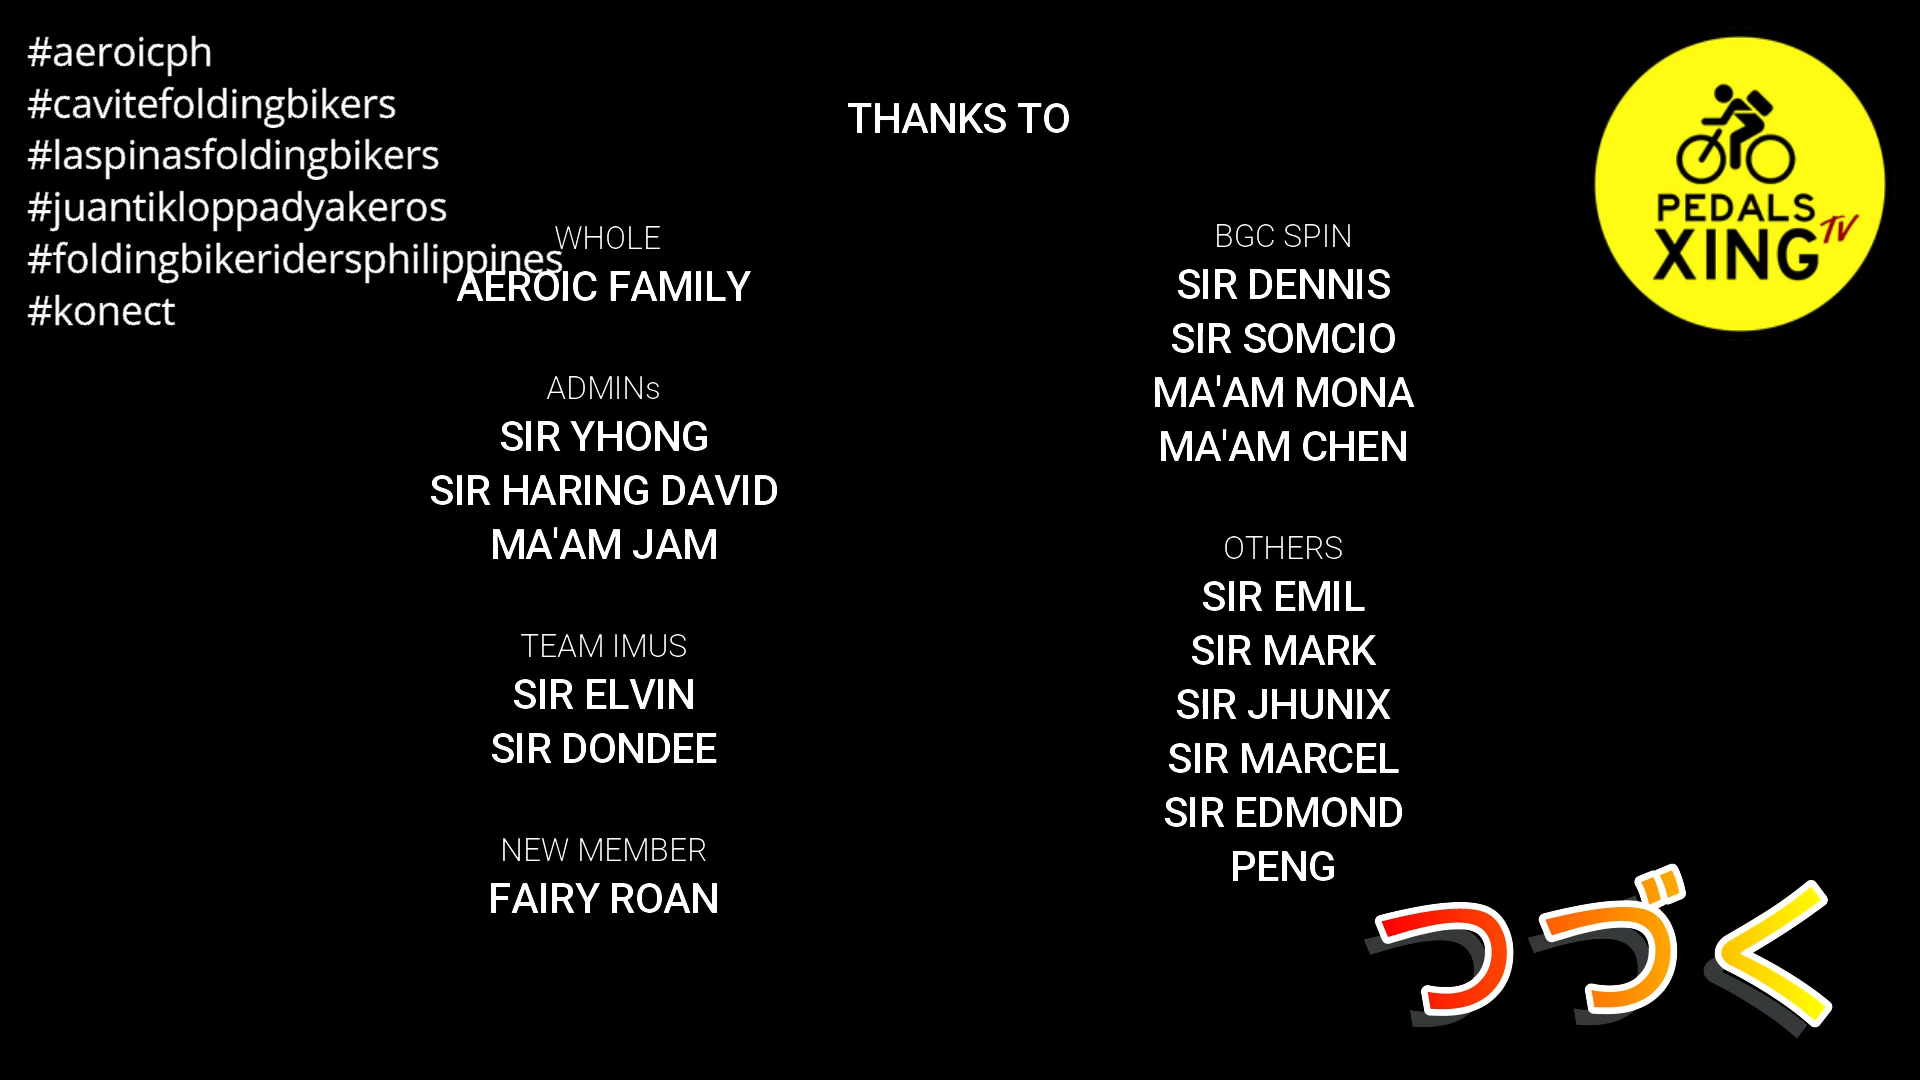 #aeroicph
#cavitefoldingbikers
#laspinasfoldingbikers
#juantikloppadyakeros
#foldingbikeridersphilippines
#konect
THANKS TO
WHOLE
AEROIC FAMILY
ADMINs
SIR YHONG
SIR HARING DAVID
MA'AM JAM
TEAM IMUS
SIR ELVIN
SIR DONDEE
NEW MEMBER
FAIRY ROAN
BGC SPIN
SIR DENNIS
SIR SOMCIO
MA'AM MONA
MA'AM CHEN
OTHERS
SIR EMIL
SIR MARK
SIR JHUNIX
SIR MARCEL
SIR EDMOND
PENG
PEDALS
XING TV
つづく